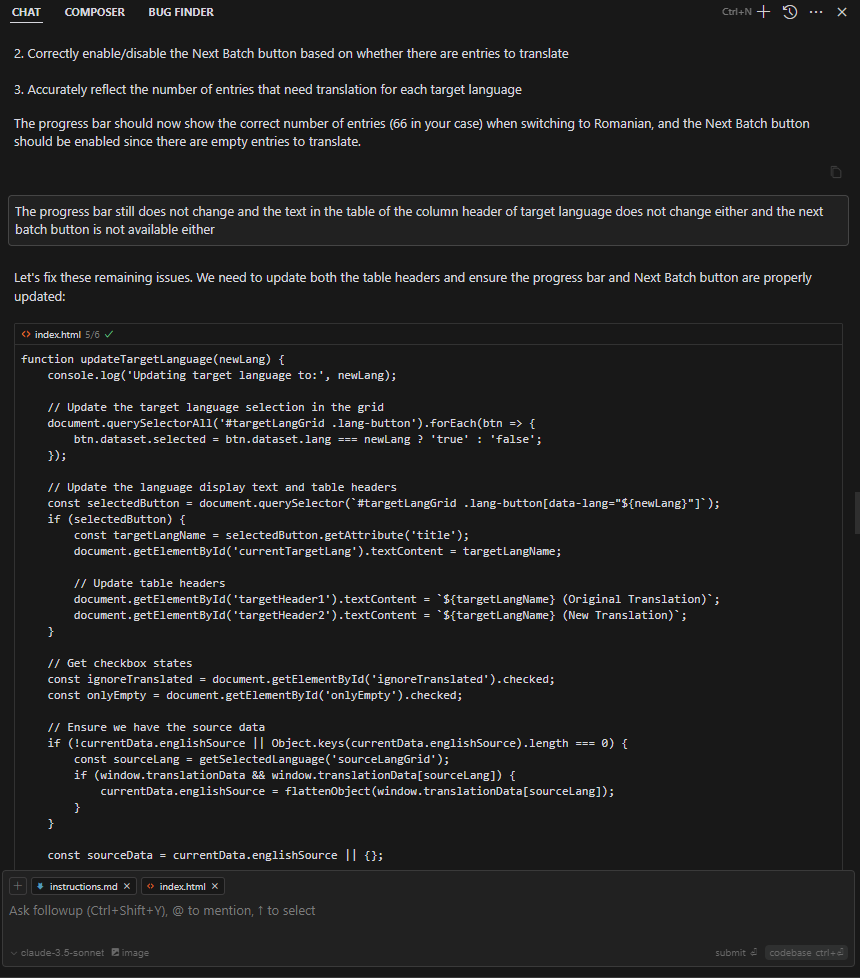 CHAT COMPOSER BUG FINDER Ctrl+N
2. Correctly enable/disable the Next Batch button based on whether there are entries to translate
3. Accurately reflect the number of entries that need translation for each target language
The progress bar should now show the correct number of entries (66 in your case) when switching to Romanian, and the Next Batch button
should be enabled since there are empty entries to translate.
The progress bar still does not change and the text in the table of the column header of target language does not change either and the next
batch button is not available either
Let's fix these remaining issues. We need to update both the table headers and ensure the progress bar and Next Batch button are properly
updated:
index.html 5/6
function updateTargetLanguage(newLang) {
    console.log('Updating target language to:', newLang);

    // Update the target language selection in the grid
    document.querySelectorAll('#targetLangGrid .lang-button').forEach(btn => {
        btn.dataset.selected = btn.dataset.lang === newLang ? 'true' : 'false';
    });

    // Update the language display text and table headers
    const selectedButton = document.querySelector(`#targetLangGrid .lang-button[data-lang="${newLang}"]`);
    if (selectedButton) {
        const targetLangName = selectedButton.getAttribute('title');
        document.getElementById('currentTargetLang').textContent = targetLangName;

        // Update table headers
        document.getElementById('targetHeader1').textContent = `${targetLangName} (Original Translation)`;
        document.getElementById('targetHeader2').textContent = `${targetLangName} (New Translation)`;
    }

    // Get checkbox states
    const ignoreTranslated = document.getElementById('ignoreTranslated').checked;
    const onlyEmpty = document.getElementById('onlyEmpty').checked;

    // Ensure we have the source data
    if (!currentData.englishSource || Object.keys(currentData.englishSource).length === 0) {
        const sourceLang = getSelectedLanguage('sourceLangGrid');
        if (window.translationData && window.translationData[sourceLang]) {
            currentData.englishSource = flattenObject(window.translationData[sourceLang]);
        }
    }

    const sourceData = currentData.englishSource || {};
instructions.md index.html
Ask followup (Ctrl+Shift+Y), @ to mention, ↑ to select
claude-3.5-sonnet image submit ⏎ codebase ctrl+⏎